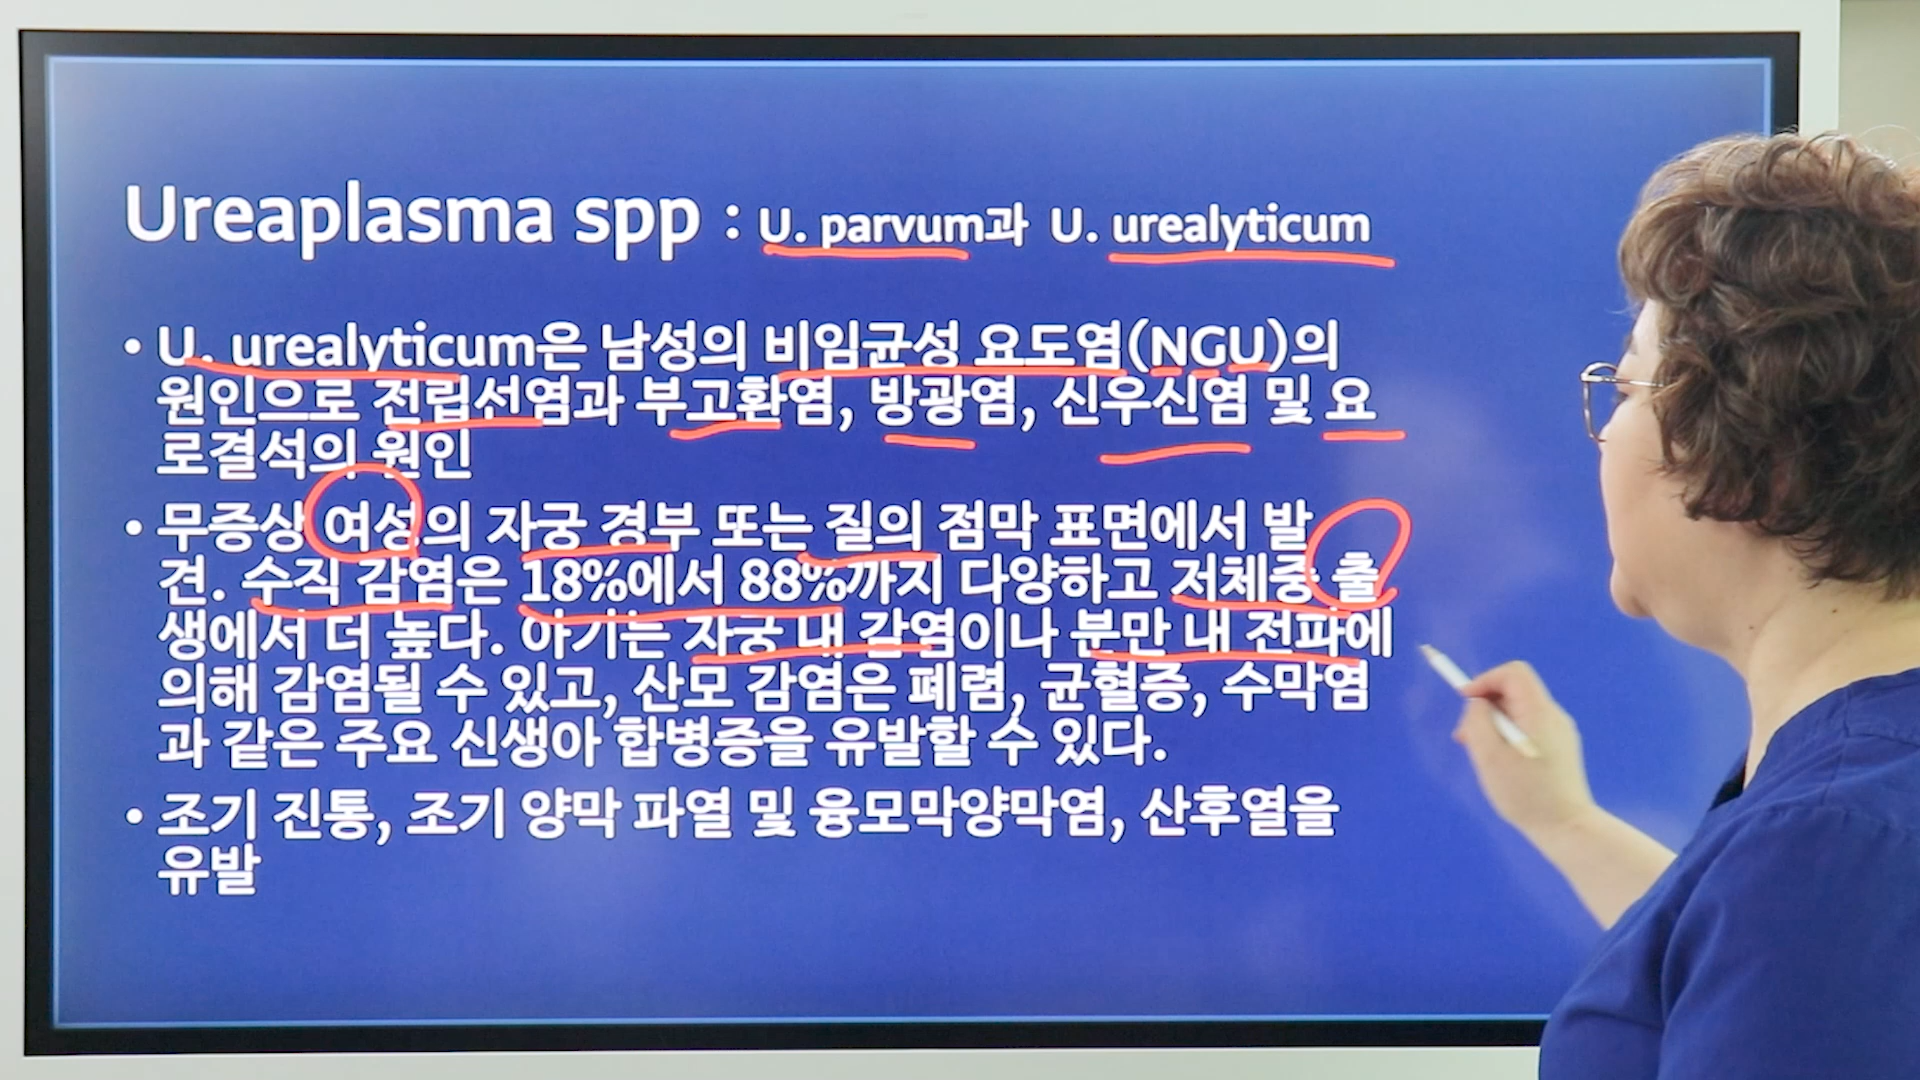 Ureaplasma spp : U. parvum과 U. urealyticum
• U. urealyticum은 남성의 비임균성 요도염(NGU)의
원인으로 전립선염과 부고환염, 방광염, 신우신염 및 요
로결석의 원인
• 무증상 여성의 자궁 경부 또는 질의 점막 표면에서 발
견. 수직 감염은 18%에서 88%까지 다양하고 저체중 출
생에서 더 높다. 아기는 자궁 내 감염이나 분만 내 전파에
의해 감염될 수 있고, 산모 감염은 폐렴, 균혈증, 수막염
과 같은 주요 신생아 합병증을 유발할 수 있다.
• 조기 진통, 조기 양막 파열 및 융모막양막염, 산후열을
유발